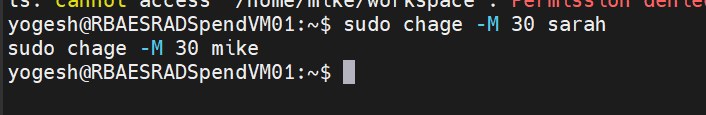 ls: cannot access '/home/mike/workspace': Permission denied
yogesh@RBAESRADSpendVM01:~$ sudo chage -M 30 sarah
sudo chage -M 30 mike
yogesh@RBAESRADSpendVM01:~$